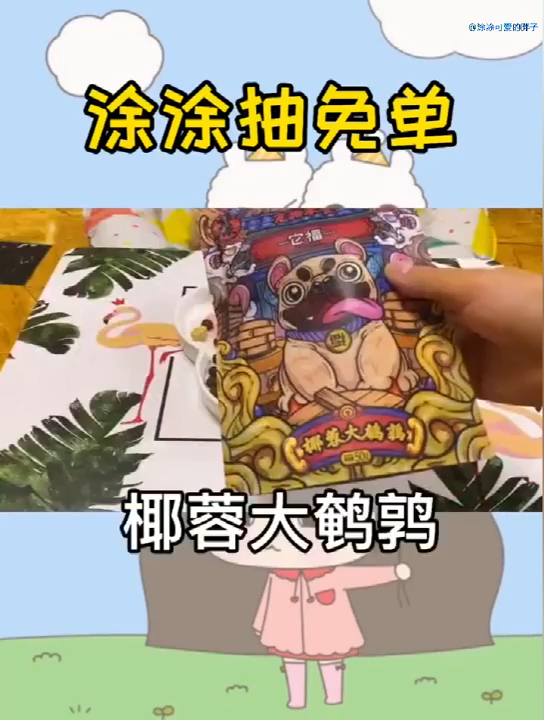 @涂涂可爱的胖子
涂涂抽免单
它福
椰蓉大鹌鹑
椰蓉大鹌鹑